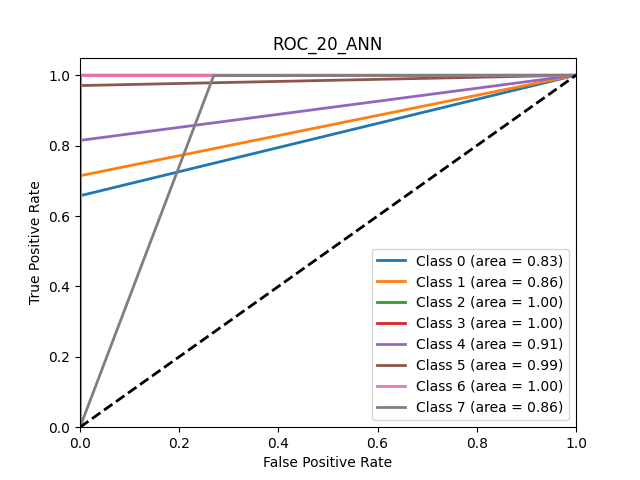 ROC_20_ANN
True Positive Rate
1.0
0.8
0.6
0.4
0.2
0.0
Class 0 (area = 0.83)
Class 1 (area = 0.86)
Class 2 (area = 1.00)
Class 3 (area = 1.00)
Class 4 (area = 0.91)
Class 5 (area = 0.99)
Class 6 (area = 1.00)
Class 7 (area = 0.86)
0.0 0.2 0.4 0.6 0.8 1.0
False Positive Rate